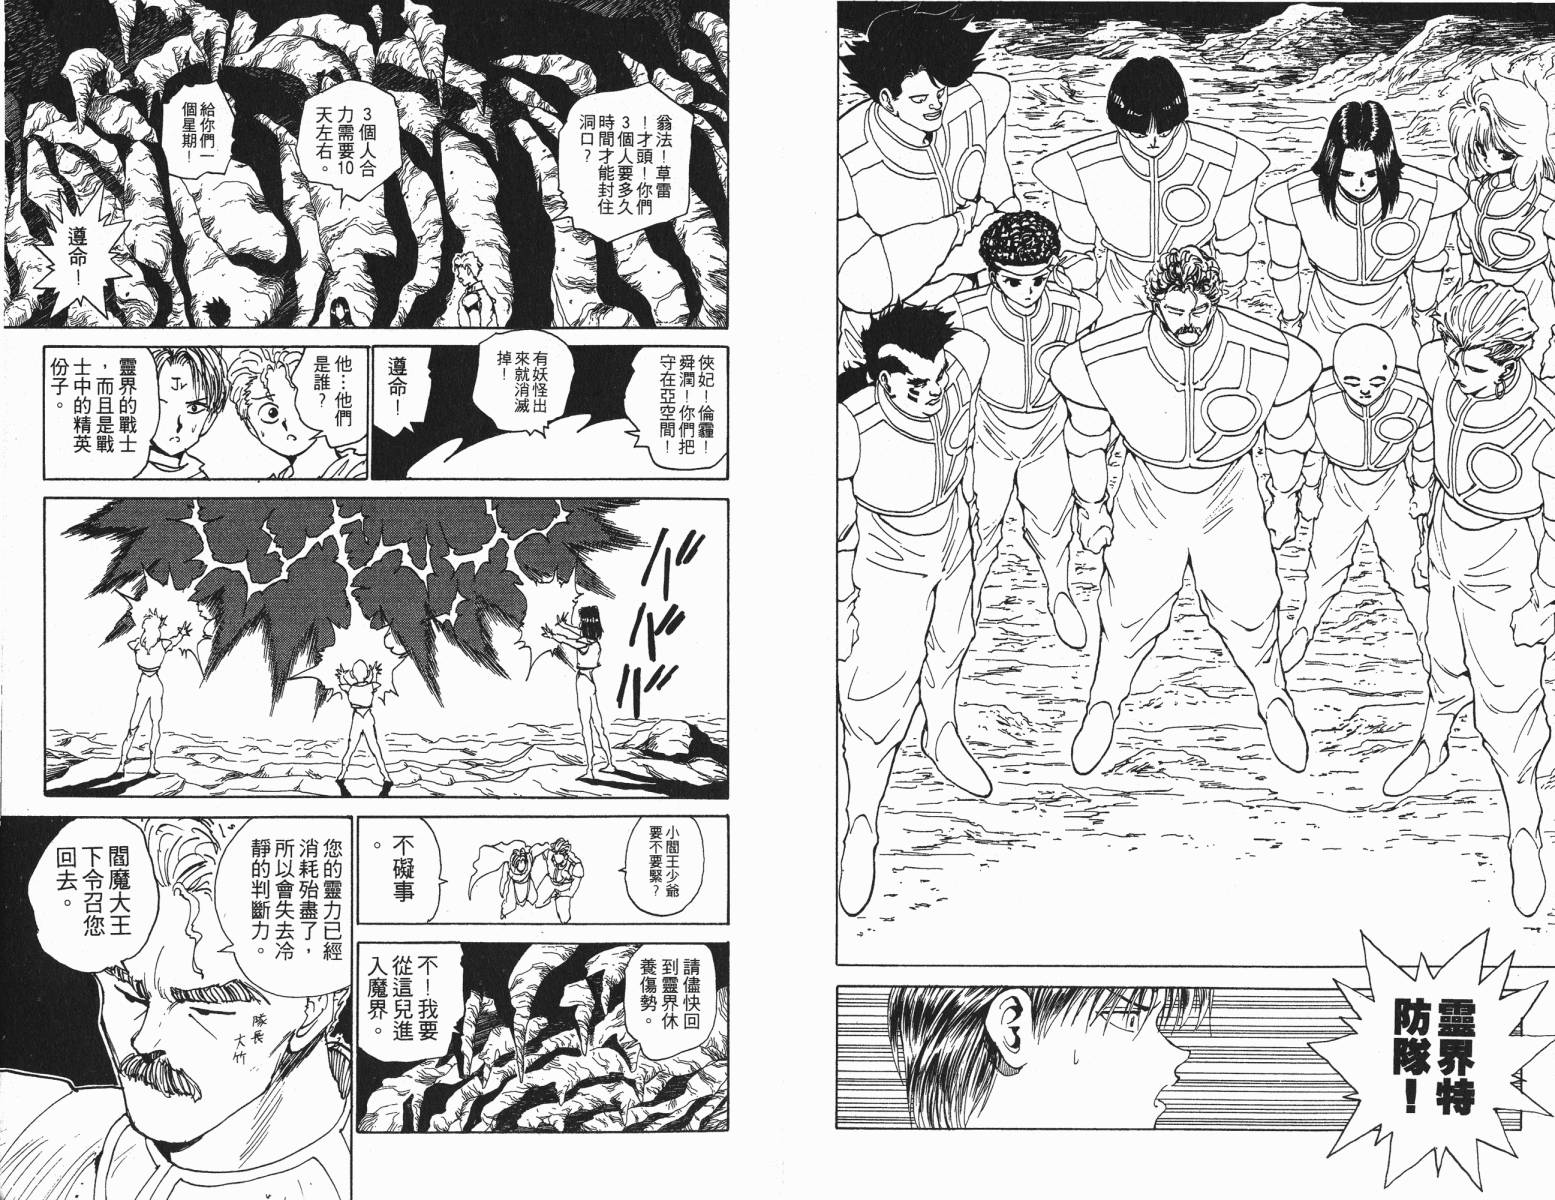 靈界特
防隊！
翁法！草雷
！才頭！你們
3個人要多久
時間才能封住
洞口？
3個人合
力需要10
天左右。
給你們一
個星期！
遵命！
俠妃！倫霾！
舜潤！你們把
守在亞空間！
有妖怪出
來就消滅
掉！
遵命！
他…他們
是誰？
靈界的戰士
，而且是戰
士中的精英
份子。
バ
バ
バ
小閻王少爺
要不要緊？
不礙事
。
請儘快回
到靈界休
養傷勢。
不！我要
從這兒進
入魔界。
您的靈力已經
消耗殆盡了，
所以會失去冷
靜的判斷力。
閻魔大王
下令召您
回去。
隊長
大竹